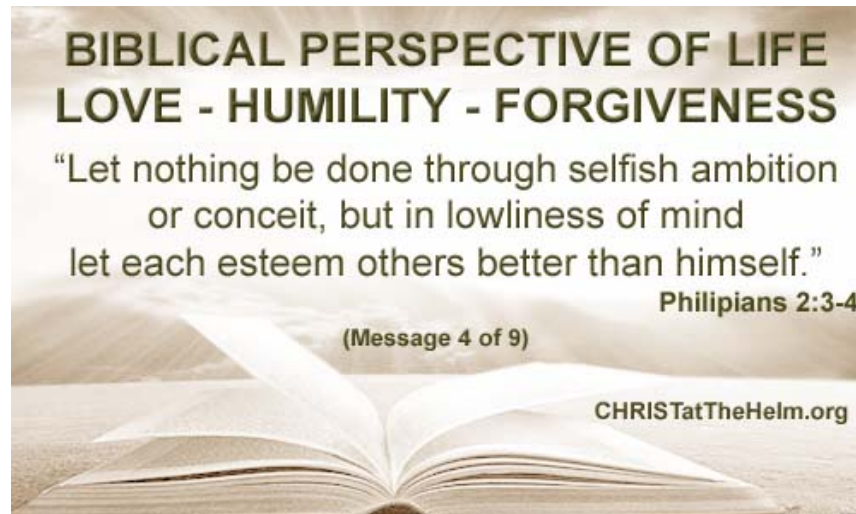 BIBLICAL PERSPECTIVE OF LIFE
LOVE - HUMILITY - FORGIVENESS
“Let nothing be done through selfish ambition
or conceit, but in lowliness of mind
let each esteem others better than himself.”
Philipians 2:3-4
(Message 4 of 9)
CHRISTatTheHelm.org